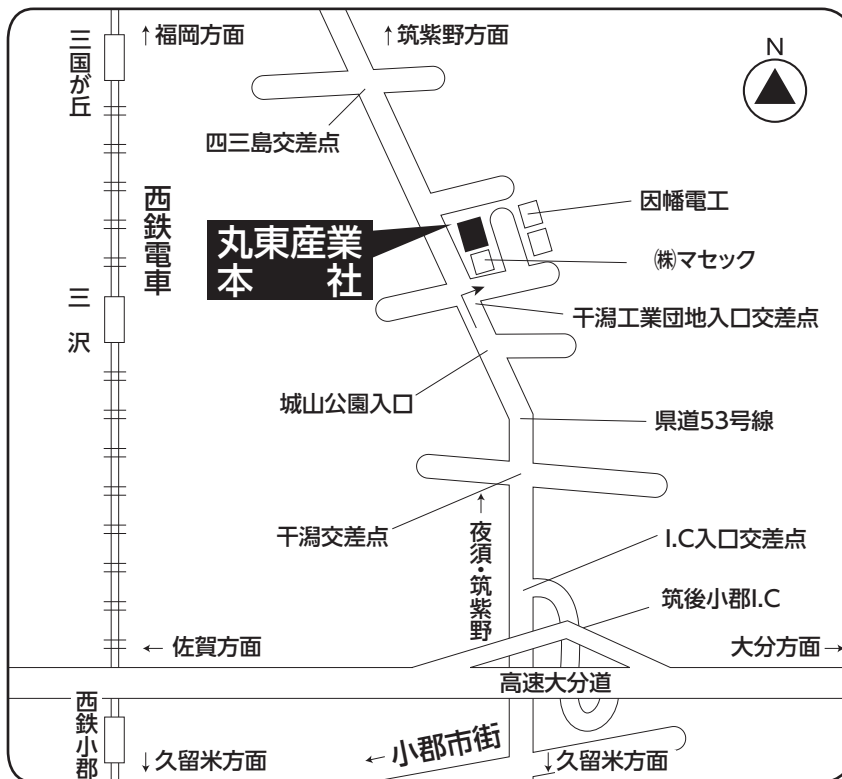 三国が丘
↑福岡方面
↑筑紫野方面
N
四三島交差点
西鉄電車
因幡電工
丸東産業
本社
㈱マセック
三沢
干潟工業団地入口交差点
城山公園入口
県道53号線
干潟交差点
↑夜須・筑紫野
I.C入口交差点
筑後小郡I.C
←佐賀方面
大分方面→
高速大分道
西鉄小郡
↓久留米方面
←小郡市街
↓久留米方面